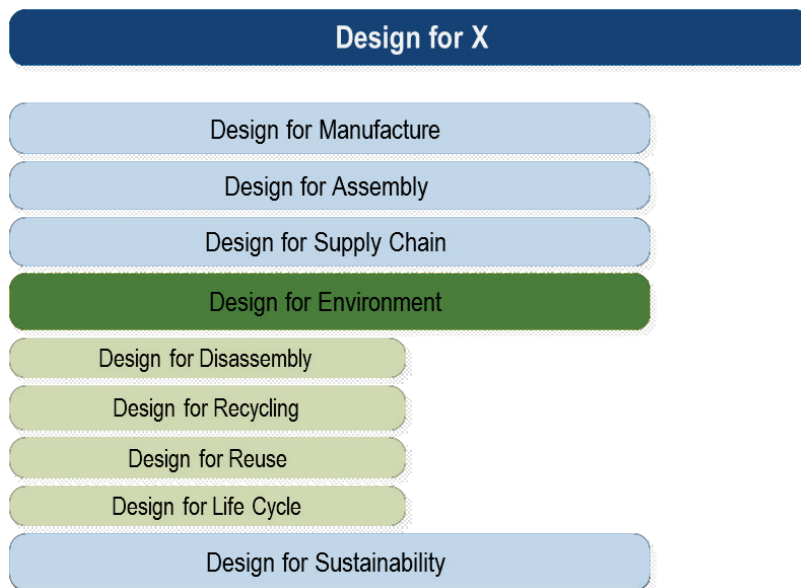 Design for X
Design for Manufacture
Design for Assembly
Design for Supply Chain
Design for Environment
Design for Disassembly
Design for Recycling
Design for Reuse
Design for Life Cycle
Design for Sustainability